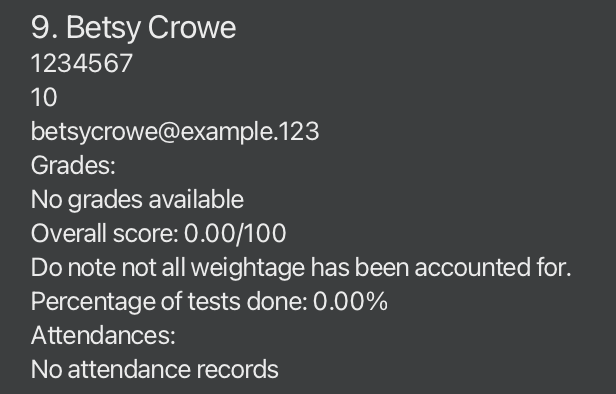 9. Betsy Crowe
1234567
10
betsycrowe@example.123
Grades:
No grades available
Overall score: 0.00/100
Do note not all weightage has been accounted for.
Percentage of tests done: 0.00%
Attendances:
No attendance records